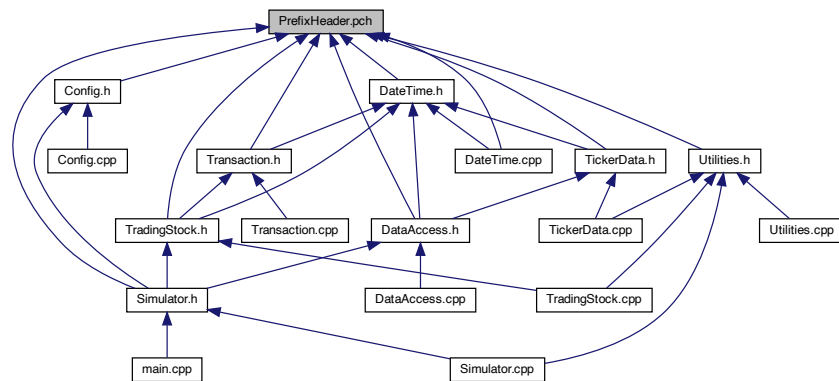 PrefixHeader.pch
Config.h
DateTime.h
Config.cpp
Transaction.h
DateTime.cpp
TickerData.h
Utilities.h
TradingStock.h
Transaction.cpp
DataAccess.h
TickerData.cpp
Utilities.cpp
Simulator.h
DataAccess.cpp
TradingStock.cpp
main.cpp
Simulator.cpp